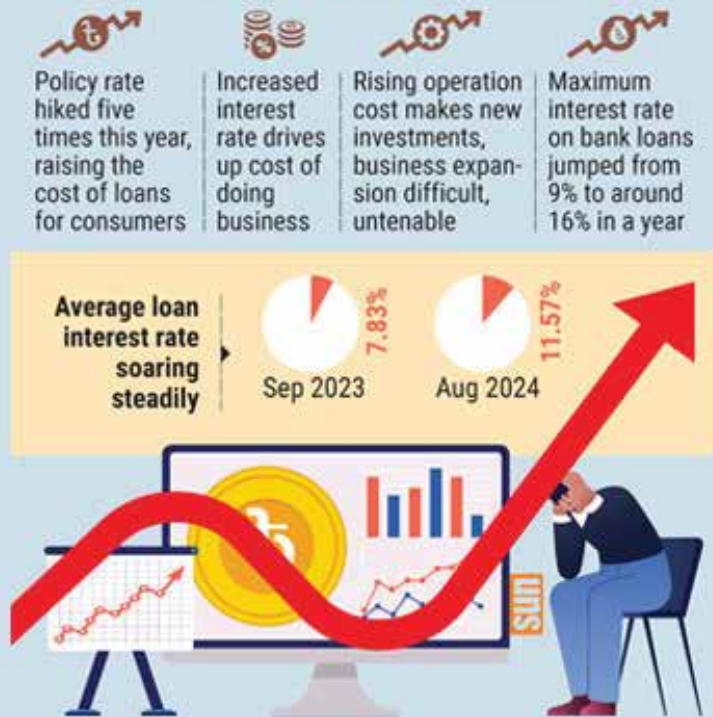 Policy rate
hiked five
times this year,
raising the
cost of loans
for consumers
Increased
interest
rate drives
up cost of
doing
business
Rising operation
cost makes new
investments,
business expan-
sion difficult,
untenable
Maximum
interest rate
on bank loans
jumped from
9% to around
16% in a year
Average loan
interest rate
soaring
steadily
7.83%
Sep 2023
11.57%
Aug 2024
৳
sun